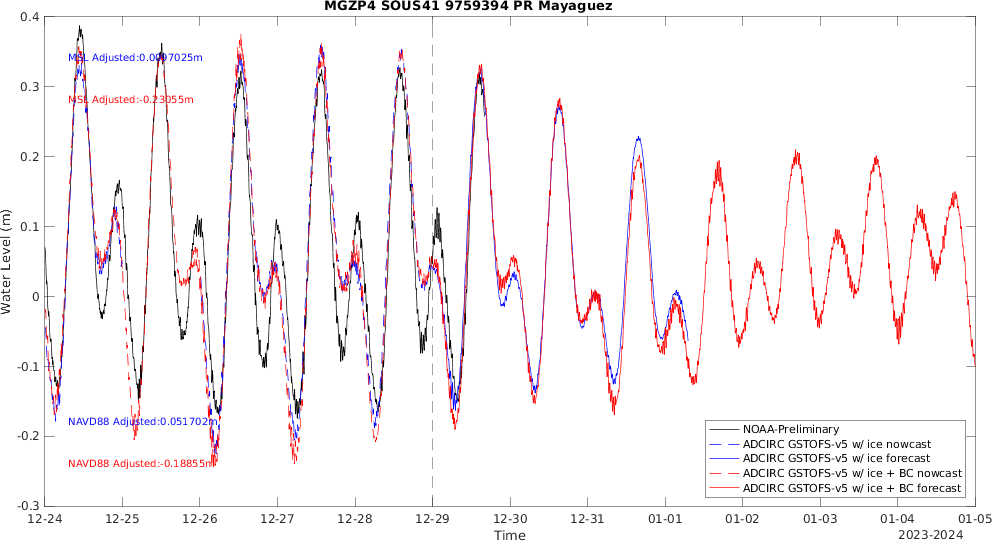 MGZP4 SOUS41 9759394 PR Mayaguez
0.4
0.3
0.2
0.1
0
-0.1
-0.2
-0.3
Water Level (m)
MSL Adjusted:0.0097025m
MSL Adjusted:-0.23055m
NAVD88 Adjusted:0.051702m
NAVD88 Adjusted:-0.18855m
NOAA-Preliminary
ADCIRC GSTOFS-v5 w/ ice nowcast
ADCIRC GSTOFS-v5 w/ ice forecast
ADCIRC GSTOFS-v5 w/ ice + BC nowcast
ADCIRC GSTOFS-v5 w/ ice + BC forecast
12-24 12-25 12-26 12-27 12-28 12-29 12-30 12-31 01-01 01-02 01-03 01-04 01-05
Time
2023-2024